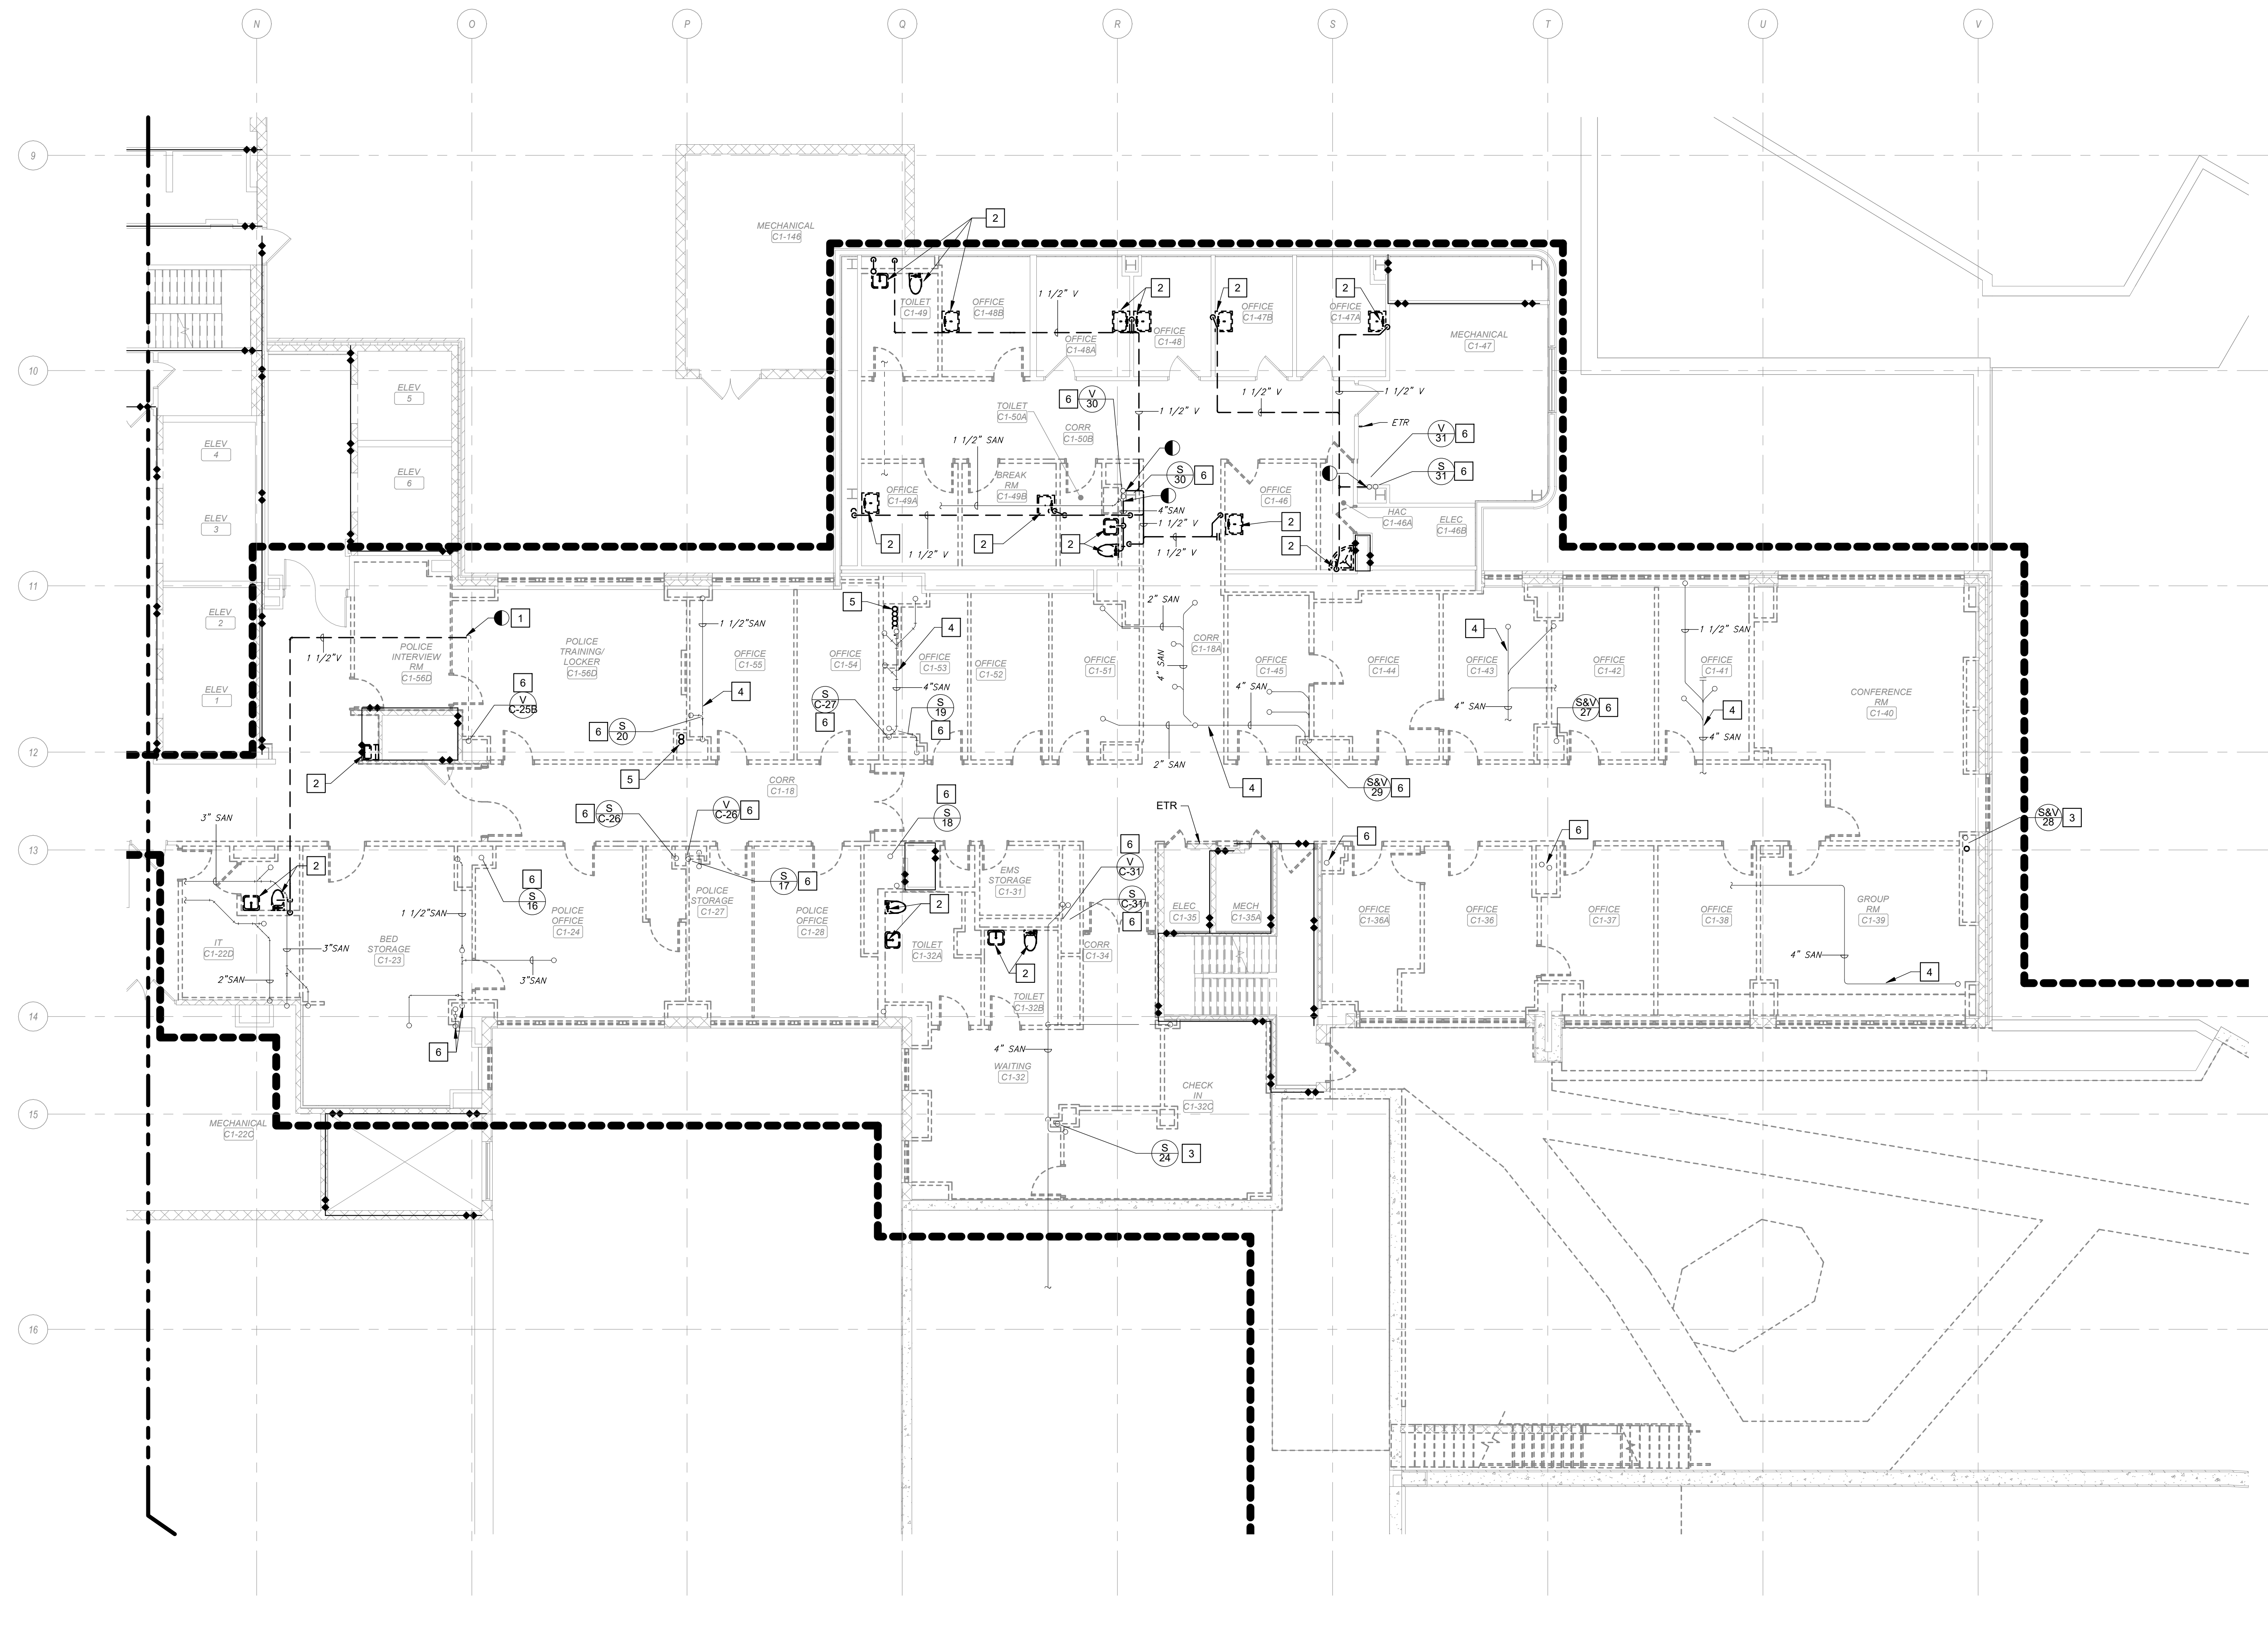 N
O
P
Q
R
S
T
U
V
9
10
11
12
13
14
15
16
MECHANICAL
C1-146
2
TOILET
C1-49
OFFICE
C1-48B
1 1/2" V
2
OFFICE
C1-48A
OFFICE
C1-48
2
OFFICE
C1-47B
2
OFFICE
C1-47A
MECHANICAL
C1-47
ELEV
5
ELEV
4
ELEV
6
ELEV
3
ELEV
2
ELEV
1
6
V
30
TOILET
C1-50A
CORR
C1-50B
1 1/2" V
1 1/2" V
1 1/2" V
ETR
V
31
6
S
31
6
1 1/2" SAN
S
30
6
OFFICE
C1-49A
BREAK
RM
C1-49B
4"SAN
1 1/2" V
OFFICE
C1-46
2
HAC
C1-46A
ELEC
C1-46B
2
1 1/2" V
2
2
1 1/2" V
2
1
1 1/2"V
POLICE
INTERVIEW
RM
C1-56D
POLICE
TRAINING/
LOCKER
C1-56D
6
V
C-25B
1 1/2"SAN
OFFICE
C1-55
4
6
S
20
5
OFFICE
C1-54
5
4
OFFICE
C1-53
4"SAN
S
C-27
6
S
19
6
OFFICE
C1-52
OFFICE
C1-51
2" SAN
4" SAN
CORR
C1-18A
4" SAN
2" SAN
4
OFFICE
C1-45
OFFICE
C1-44
S&V
29
6
4
OFFICE
C1-43
4" SAN
S&V
27
6
OFFICE
C1-42
1 1/2" SAN
OFFICE
C1-41
4
4" SAN
CONFERENCE
RM
C1-40
2
CORR
C1-18
3" SAN
2
6
S
C-26
V
C-26
6
6
S
18
S
17
6
6
S
16
ETR
6
V
C-31
S
C-31
6
6
6
S&V
28
3
IT
C1-22D
3"SAN
2"SAN
BED
STORAGE
C1-23
1 1/2"SAN
3"SAN
POLICE
OFFICE
C1-24
POLICE
STORAGE
C1-27
POLICE
OFFICE
C1-28
2
TOILET
C1-32A
EMS
STORAGE
C1-31
2
TOILET
C1-32B
CORR
C1-34
ELEC
C1-35
MECH
C1-35A
OFFICE
C1-36A
OFFICE
C1-36
OFFICE
C1-37
OFFICE
C1-38
GROUP
RM
C1-39
4" SAN
4
6
4" SAN
WAITING
C1-32
CHECK
IN
C1-32C
S
24
3
MECHANICAL
C1-22C